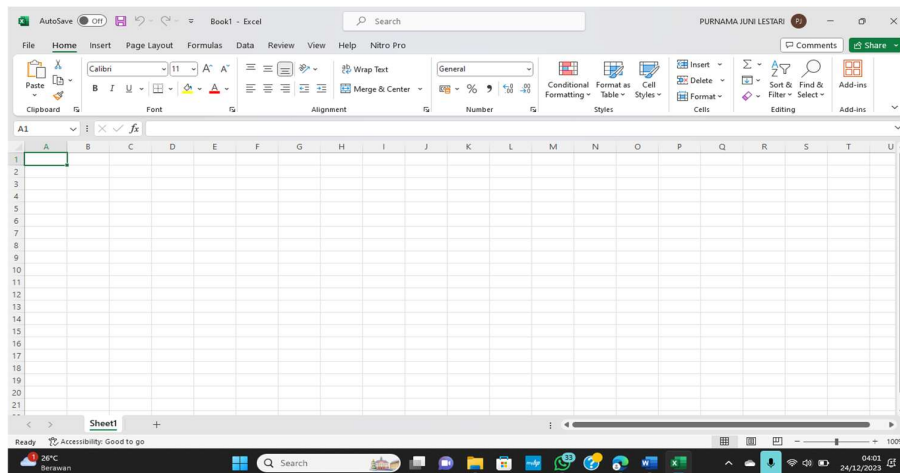 AutoSave Off Book1 - Excel Search PURNAMA JUNI LESTARI PJ
File Home Insert Page Layout Formulas Data Review View Help Nitro Pro Comments Share
Paste Calibri 11 A^ Aˇ Wrap Text General Conditional Formatting Format as Table Cell Styles Insert Sort & Filter Find & Select Add-ins
B I U A Merge & Center % 9 Delete
Format
Clipboard Font Alignment Number Styles Cells Editing Add-ins
A1 fx
A B C D E F G H I J K L M N O P Q R S T U
1
2
3
4
5
6
7
8
9
10
11
12
13
14
15
16
17
18
19
20
21
Sheet1 +
Ready Accessibility: Good to go 100%
1 26°C Search 33 04:01
Berawan 24/12/2023